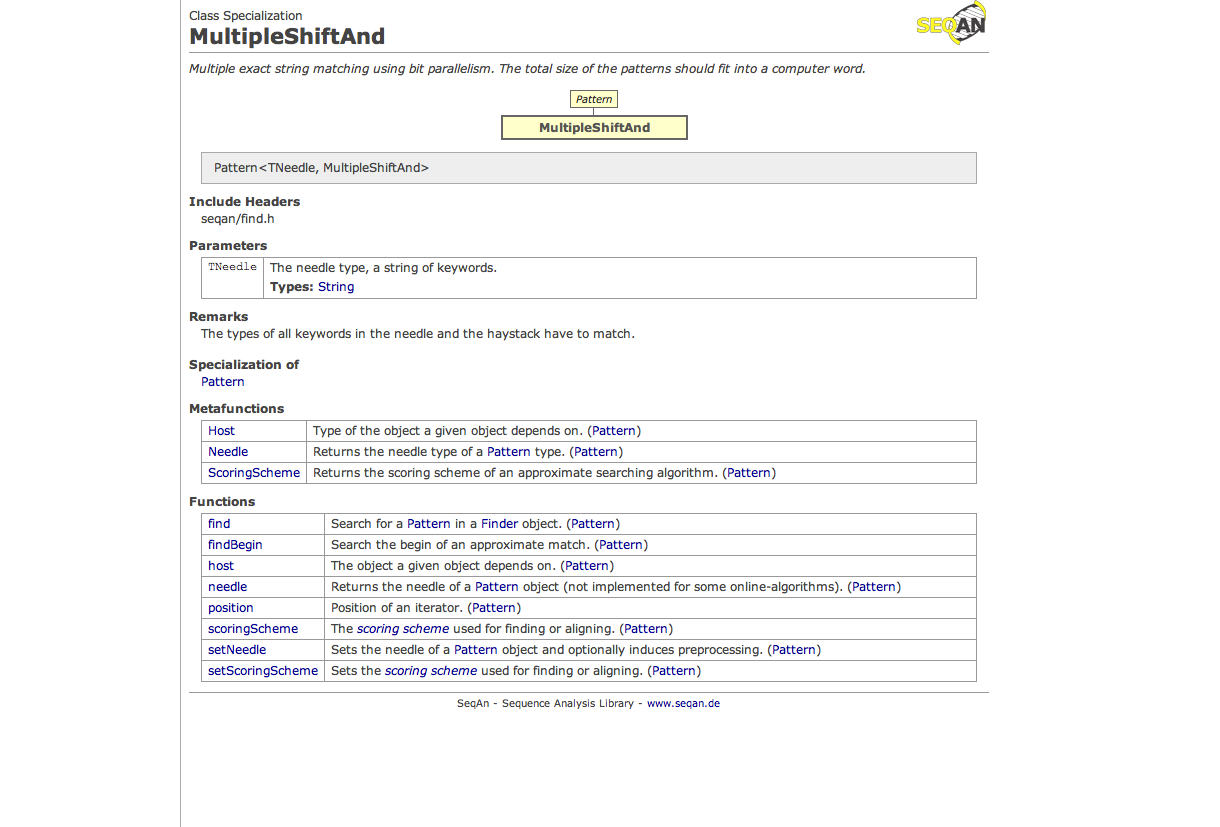 Class Specialization
MultipleShiftAnd
SEQAN
Multiple exact string matching using bit parallelism. The total size of the patterns should fit into a computer word.
Pattern
MultipleShiftAnd
Pattern<TNeedle, MultipleShiftAnd>
Include Headers
seqan/find.h
Parameters
TNeedle The needle type, a string of keywords.
Types: String
Remarks
The types of all keywords in the needle and the haystack have to match.
Specialization of
Pattern
Metafunctions
Host Type of the object a given object depends on. (Pattern)
Needle Returns the needle type of a Pattern type. (Pattern)
ScoringScheme Returns the scoring scheme of an approximate searching algorithm. (Pattern)
Functions
find Search for a Pattern in a Finder object. (Pattern)
findBegin Search the begin of an approximate match. (Pattern)
host The object a given object depends on. (Pattern)
needle Returns the needle of a Pattern object (not implemented for some online-algorithms). (Pattern)
position Position of an iterator. (Pattern)
scoringScheme The scoring scheme used for finding or aligning. (Pattern)
setNeedle Sets the needle of a Pattern object and optionally induces preprocessing. (Pattern)
setScoringScheme Sets the scoring scheme used for finding or aligning. (Pattern)
SeqAn - Sequence Analysis Library - www.seqan.de